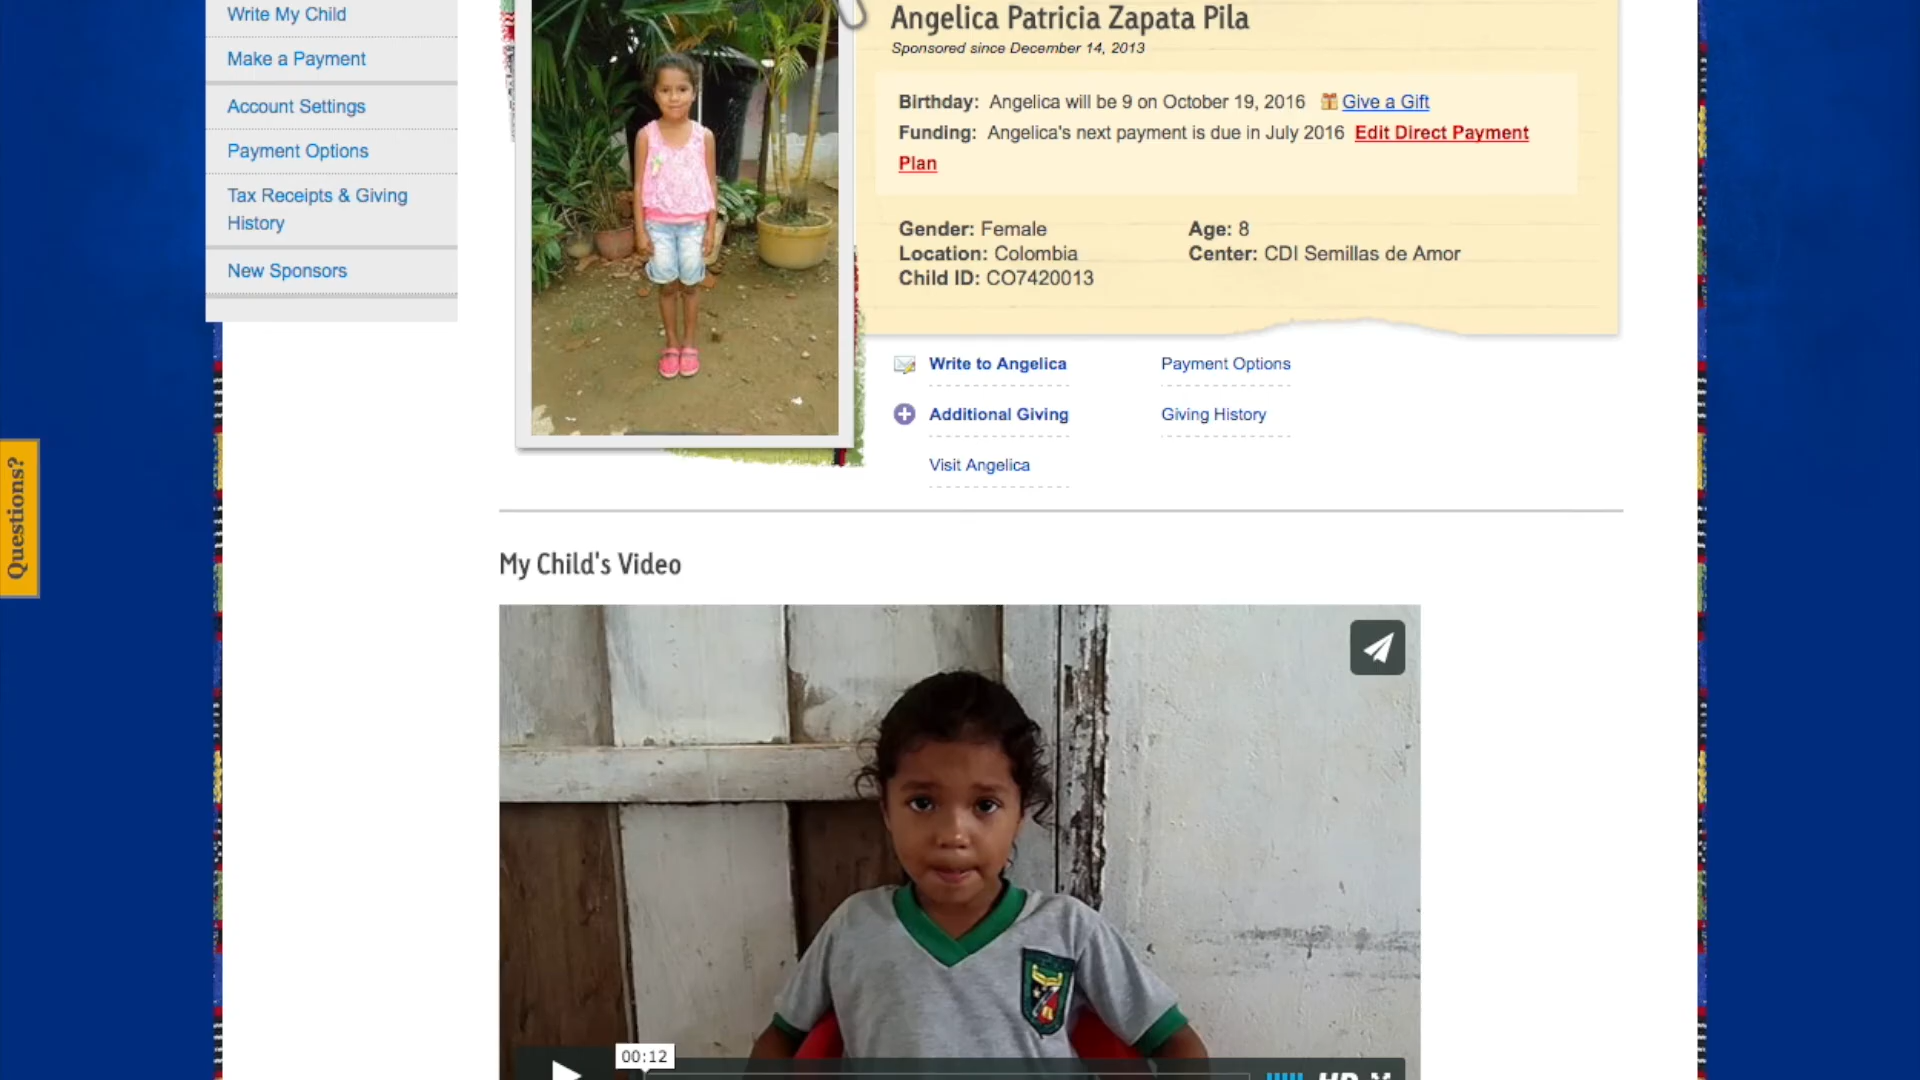 Write My Child
Make a Payment
Account Settings
Payment Options
Tax Receipts & Giving
History
New Sponsors
Questions?
Angelica Patricia Zapata Pila
Sponsored since December 14, 2013
Birthday: Angelica will be 9 on October 19, 2016 Give a Gift
Funding: Angelica's next payment is due in July 2016 Edit Direct Payment
Plan
Gender: Female Age: 8
Location: Colombia Center: CDI Semillas de Amor
Child ID: CO7420013
Write to Angelica Payment Options
Additional Giving Giving History
Visit Angelica
My Child's Video
00:12
HD